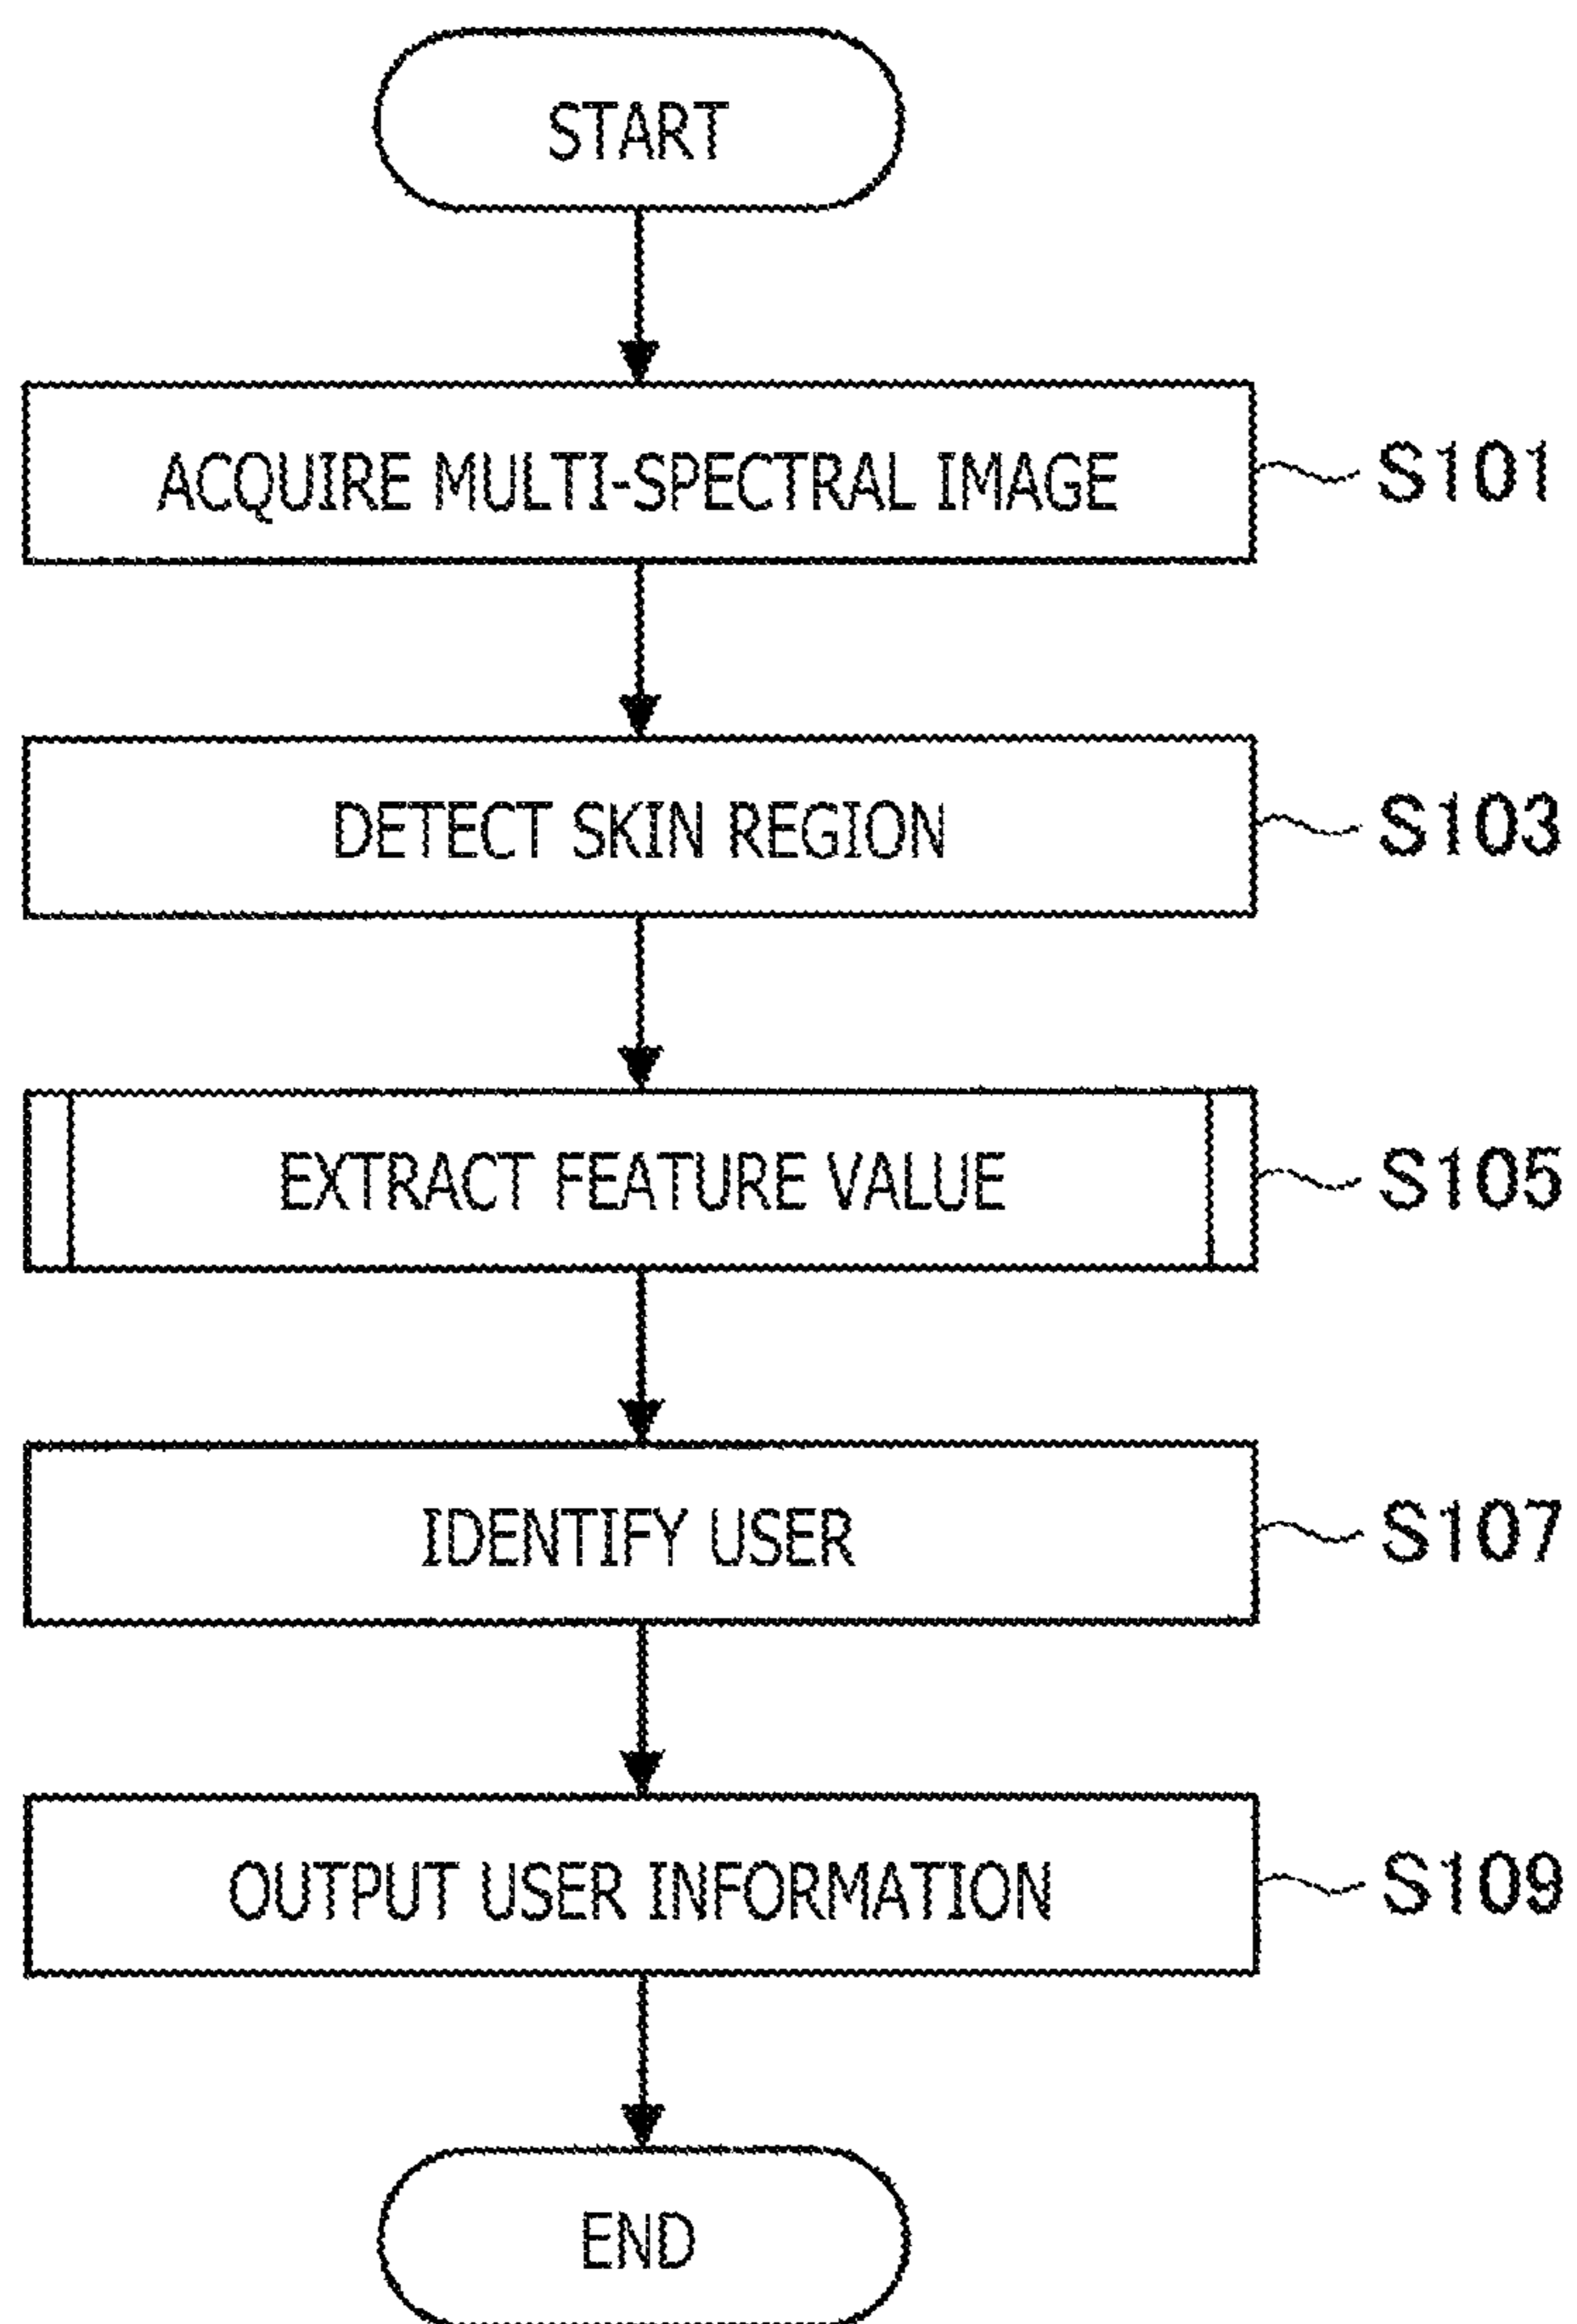 START
ACQUIRE MULTI-SPECTRAL IMAGE S101
DETECT SKIN REGION S103
EXTRACT FEATURE VALUE S105
IDENTIFY USER S107
OUTPUT USER INFORMATION S109
END